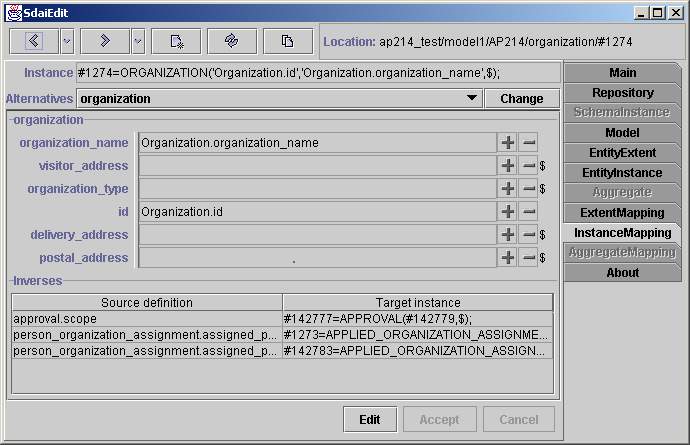 SdaiEdit
Location: ap214_test/model1/AP214/organization/#1274
Instance #1274=ORGANIZATION('Organization.id','Organization.organization_name',$);
Alternatives organization Change
organization
organization_name Organization.organization_name
visitor_address $
organization_type $
id Organization.id
delivery_address $
postal_address . $
Inverses
Source definition Target instance
approval.scope #142777=APPROVAL(#142779,$);
person_organization_assignment.assigned_p... #1273=APPLIED_ORGANIZATION_ASSIGNME...
person_organization_assignment.assigned_p... #142783=APPLIED_ORGANIZATION_ASSIGN...
Edit Accept Cancel
Main
Repository
SchemaInstance
Model
EntityExtent
EntityInstance
Aggregate
ExtentMapping
InstanceMapping
AggregateMapping
About